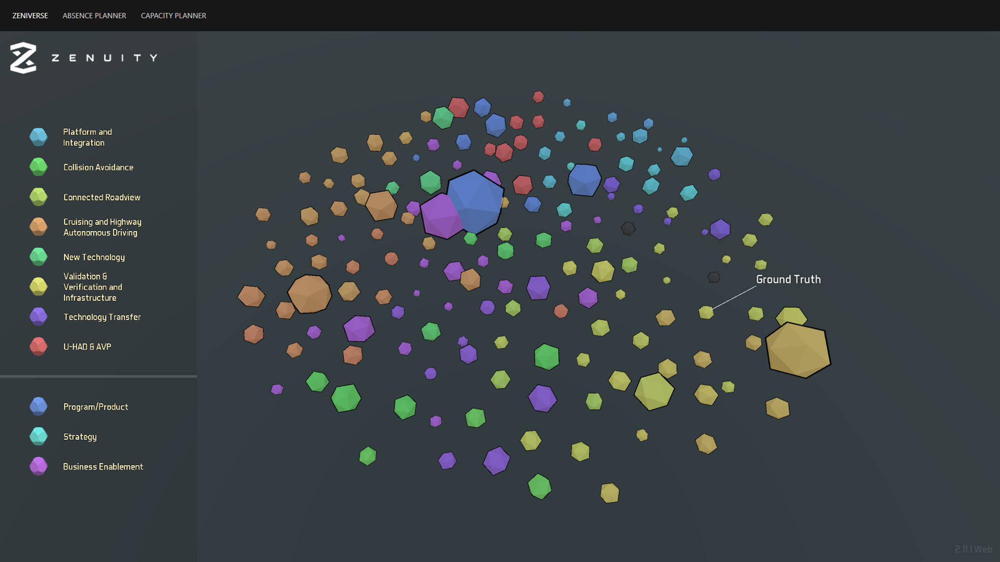 ZENIVERSE ABSENCE PLANNER CAPACITY PLANNER
ZENUITY
Platform and
Integration
Collision Avoidance
Connected Roadview
Cruising and Highway
Autonomous Driving
New Technology
Validation &
Verification and
Infrastructure
Technology Transfer
U-HAD & AVP
Program/Product
Strategy
Business Enablement
Ground Truth
2.11.1 Web